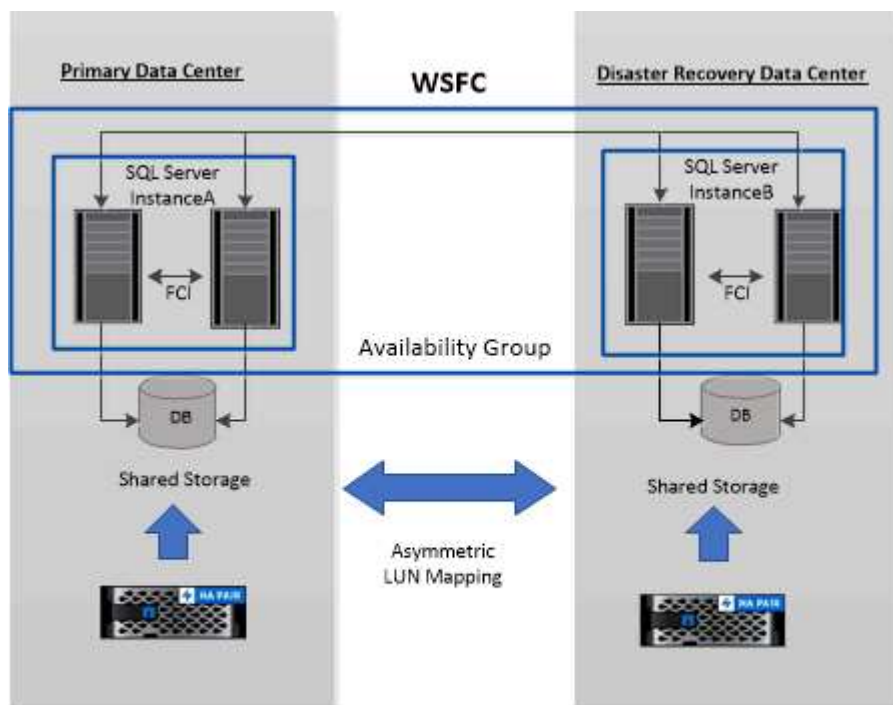 Primary Data Center
WSFC
Disaster Recovery Data Center
SQL Server
InstanceA
FCI
SQL Server
InstanceB
FCI
Availability Group
DB
DB
Shared Storage
Shared Storage
Asymmetric
LUN Mapping
HA PAIR
HA PAIR